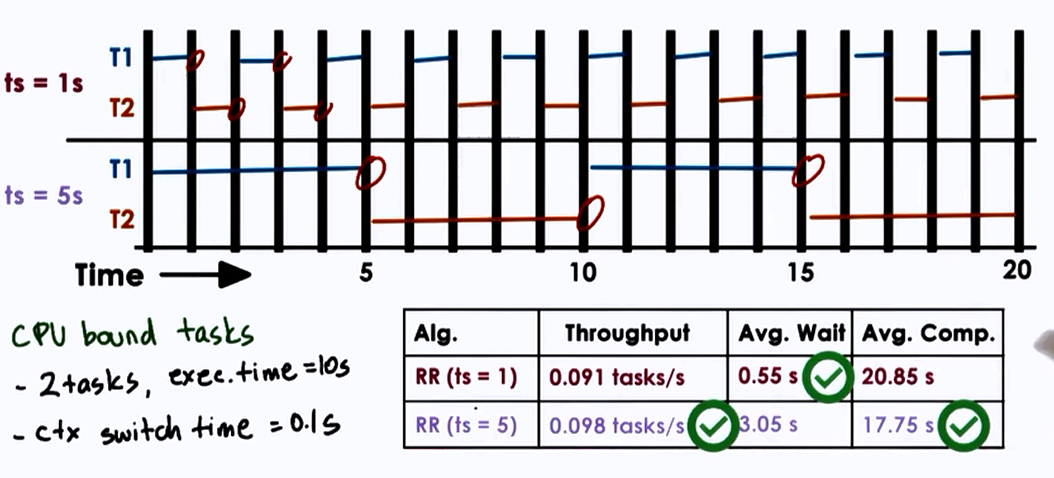 T1
ts = 1s
T2
T1
ts = 5s
T2
Time 5 10 15 20
CPU bound tasks
- 2 tasks, exec. time = 10s
- ctx switch time = 0.1s
Alg. Throughput Avg. Wait Avg. Comp.
RR (ts = 1) 0.091 tasks/s 0.55 s 20.85 s
RR (ts = 5) 0.098 tasks/s 3.05 s 17.75 s